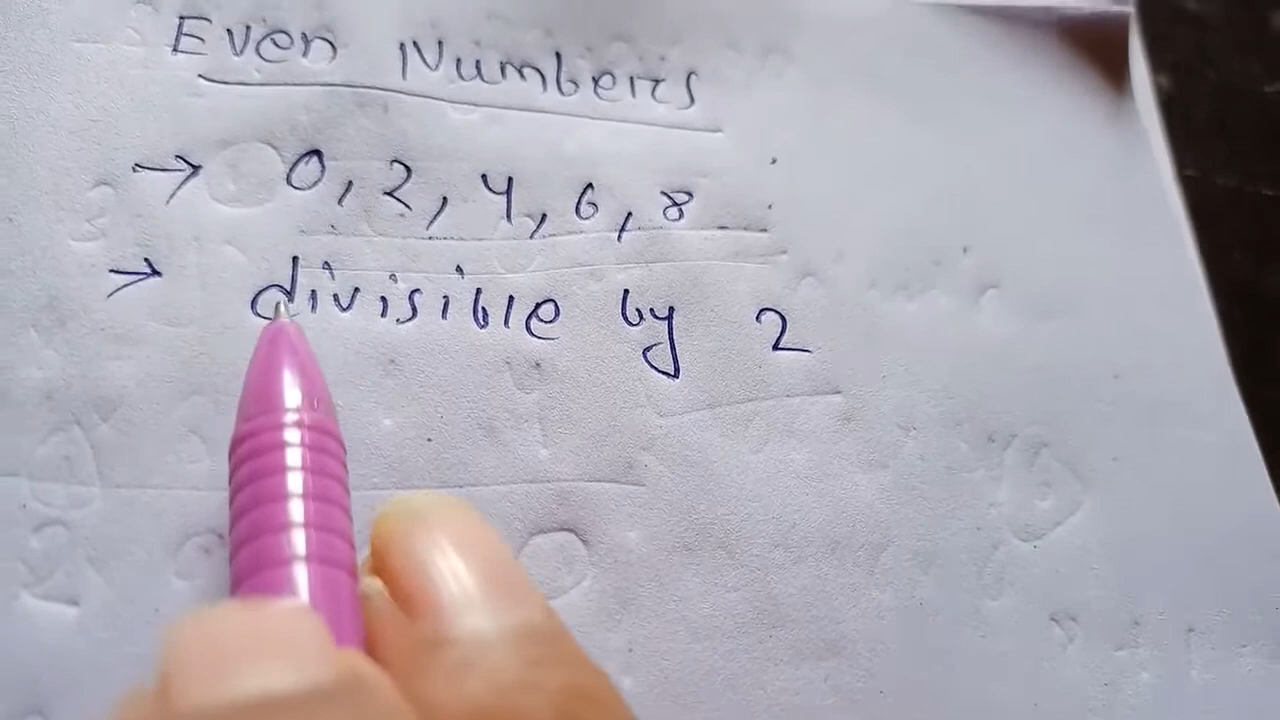 Even Numbers
→ 0, 2, 4, 6, 8
→ divisible by 2